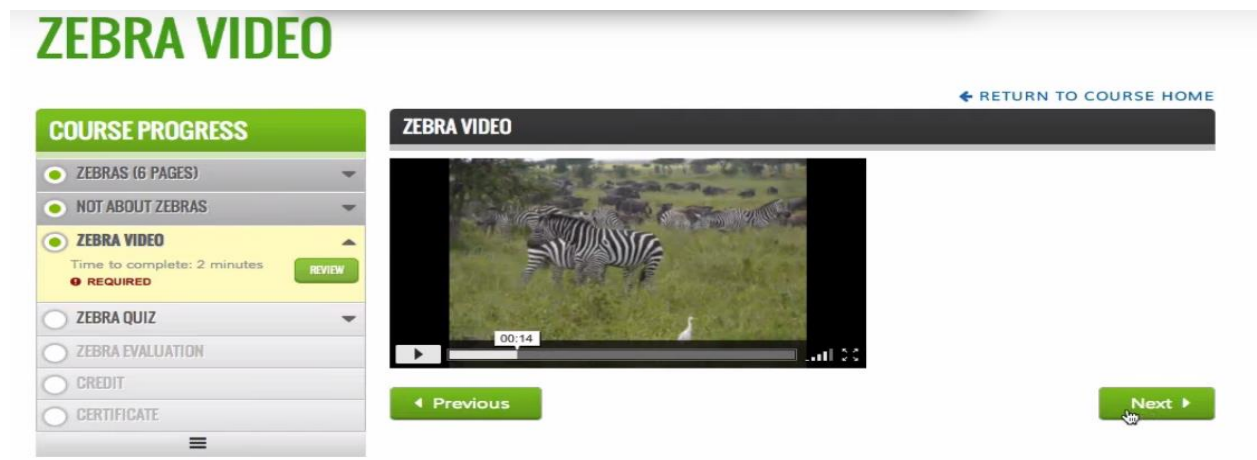 ZEBRA VIDEO
RETURN TO COURSE HOME
COURSE PROGRESS
ZEBRAS (6 PAGES)
NOT ABOUT ZEBRAS
ZEBRA VIDEO
Time to complete: 2 minutes
REVIEW
REQUIRED
ZEBRA QUIZ
ZEBRA EVALUATION
CREDIT
CERTIFICATE
ZEBRA VIDEO
00:14
Previous
Next